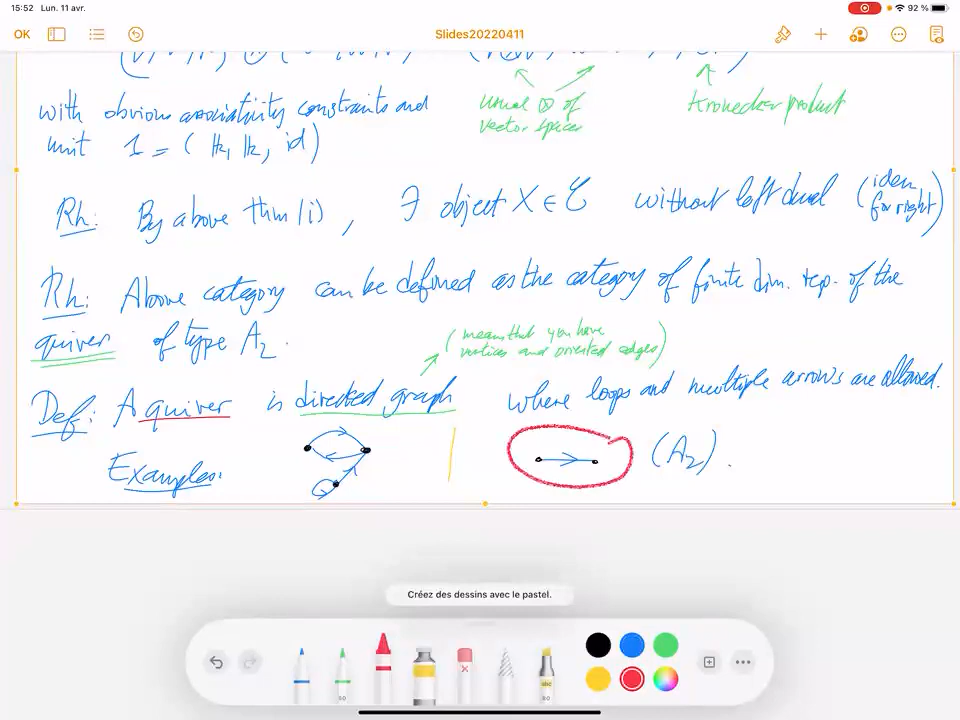 15:52 Lun. 11 avr.
92 %
OK
Slides20220411
with obvious associativity constraints and
unit 1 = ( k, k, id )
usual ⊗ of
vector spaces
Kronecker product
Rk: By above thm (i), ∃ object X ∈ C without left dual (idem
for right)
Rk: Above category can be defined as the category of finite dim. rep. of the
quiver of type A2.
(means that you have
vertices and oriented edges)
Def: A quiver is directed graph where loops and multiple arrows are allowed.
Examples:
(A2).
Créez des dessins avec le pastel.
50
abc
80